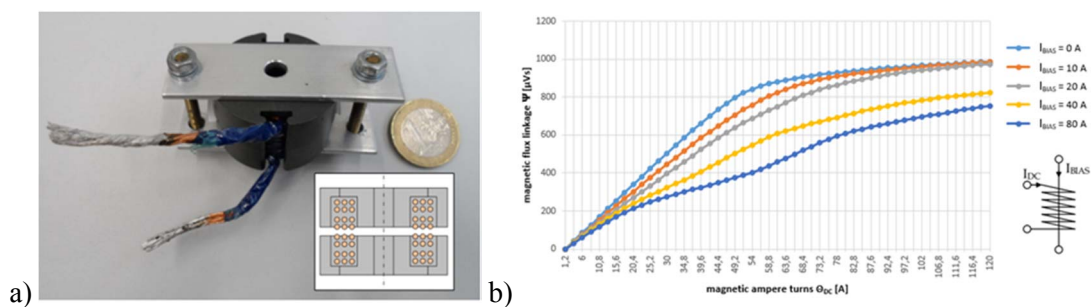 a)
b)
1200
1000
800
600
400
200
0
magnetic flux linkage Ψ [µVs]
1,2 6 10,8 15,6 20,4 25,2 30 34,8 39,6 44,4 49,2 54 58,8 63,6 68,4 73,2 78 82,8 87,6 92,4 97,2 102 106,8 111,6 116,4 120
magnetic ampere turns Θ_DC [A]
I_BIAS = 0 A
I_BIAS = 10 A
I_BIAS = 20 A
I_BIAS = 40 A
I_BIAS = 80 A
I_DC
I_BIAS